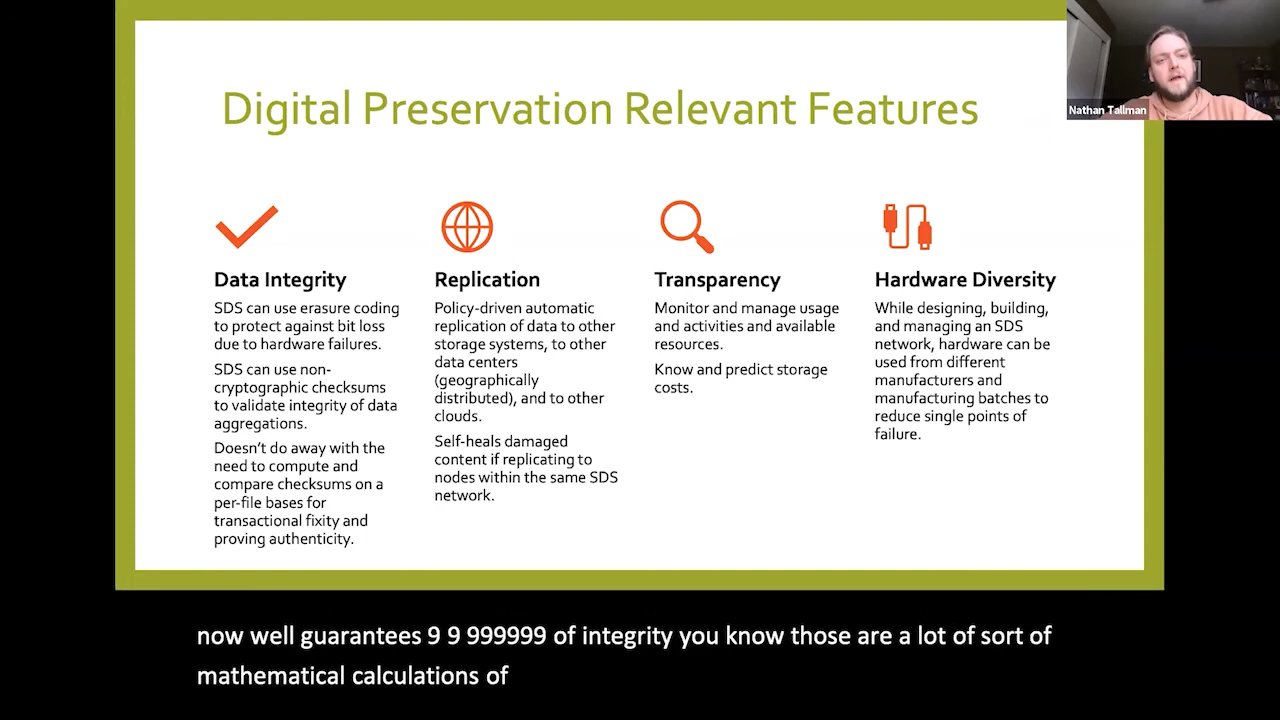 Digital Preservation Relevant Features
Nathan Tallman
Data Integrity
SDS can use erasure coding
to protect against bit loss
due to hardware failures.
SDS can use non-
cryptographic checksums
to validate integrity of data
aggregations.
Doesn't do away with the
need to compute and
compare checksums on a
per-file bases for
transactional fixity and
proving authenticity.
Replication
Policy-driven automatic
replication of data to other
storage systems, to other
data centers
(geographically
distributed), and to other
clouds.
Self-heals damaged
content if replicating to
nodes within the same SDS
network.
Transparency
Monitor and manage usage
and activities and available
resources.
Know and predict storage
costs.
Hardware Diversity
While designing, building,
and managing an SDS
network, hardware can be
used from different
manufacturers and
manufacturing batches to
reduce single points of
failure.
now well guarantees 9 9 999999 of integrity you know those are a lot of sort of
mathematical calculations of